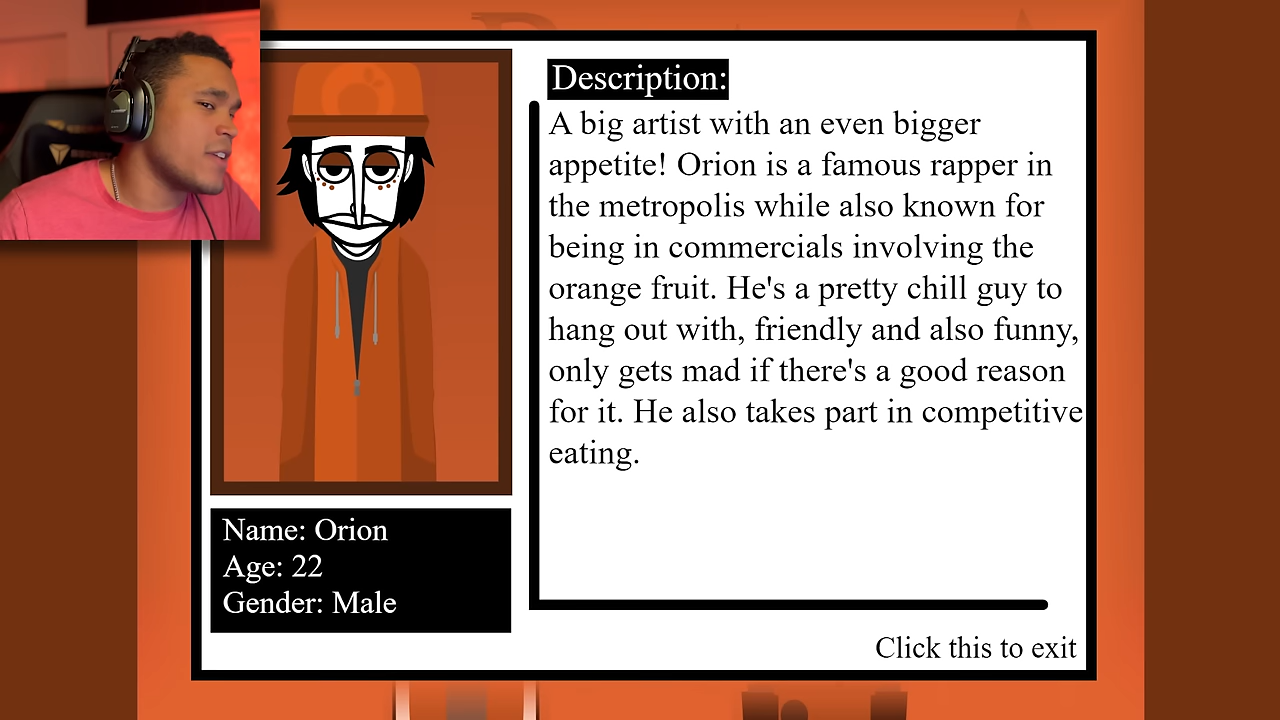 Description:
A big artist with an even bigger
appetite! Orion is a famous rapper in
the metropolis while also known for
being in commercials involving the
orange fruit. He's a pretty chill guy to
hang out with, friendly and also funny,
only gets mad if there's a good reason
for it. He also takes part in competitive
eating.
Name: Orion
Age: 22
Gender: Male
Click this to exit